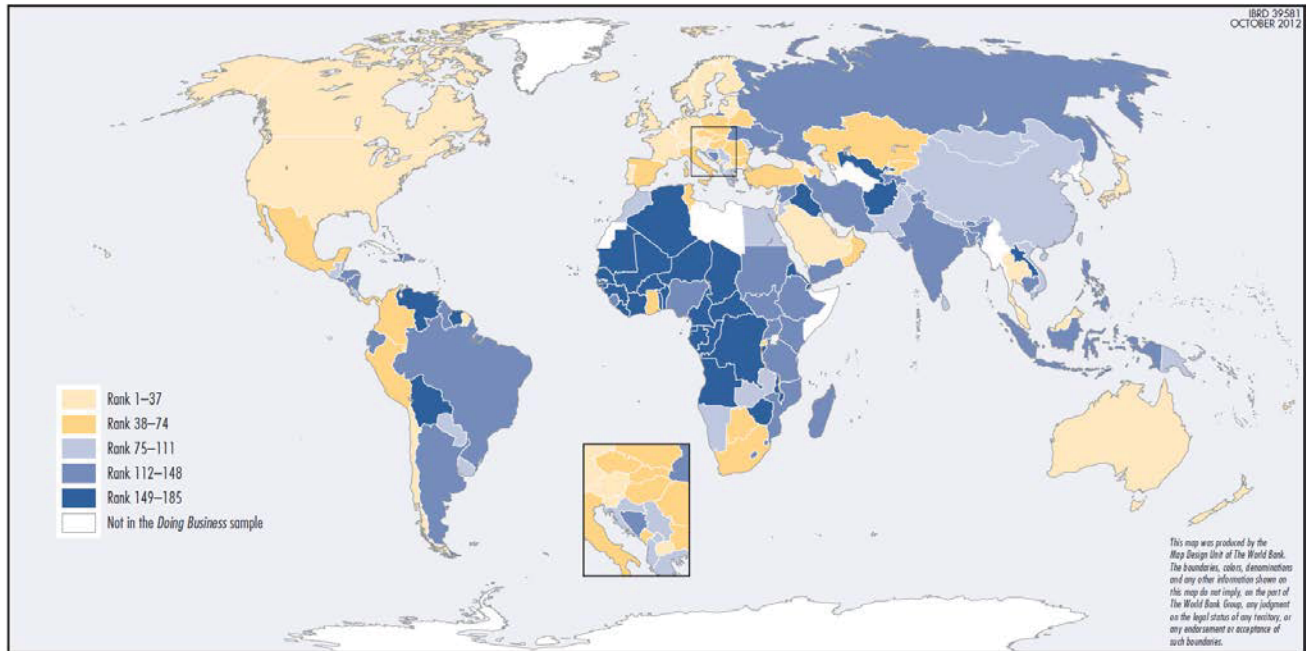 IBRD 39581
OCTOBER 2012
Rank 1–37
Rank 38–74
Rank 75–111
Rank 112–148
Rank 149–185
Not in the Doing Business sample
This map was produced by the
Map Design Unit of The World Bank.
The boundaries, colors, denominations
and any other information shown on
this map do not imply, on the part of
The World Bank Group, any judgment
on the legal status of any territory, or
any endorsement or acceptance of
such boundaries.